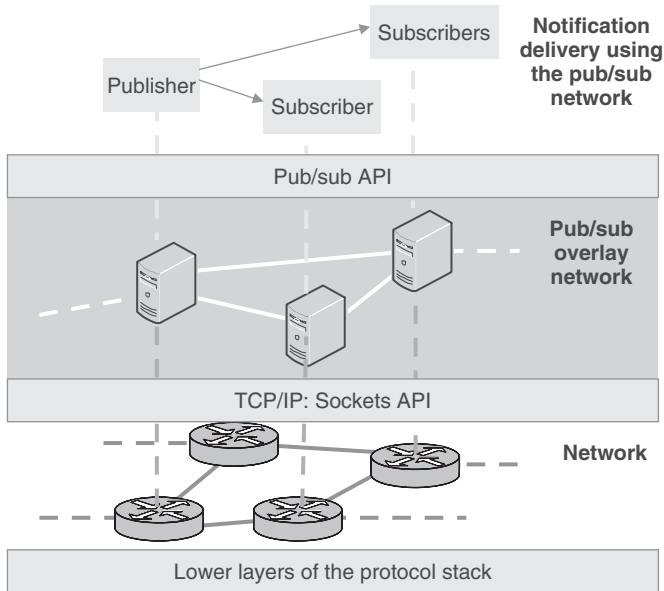 Subscribers
Notification
delivery using
the pub/sub
network
Publisher
Subscriber
Pub/sub API
Pub/sub
overlay
network
TCP/IP: Sockets API
Network
Lower layers of the protocol stack